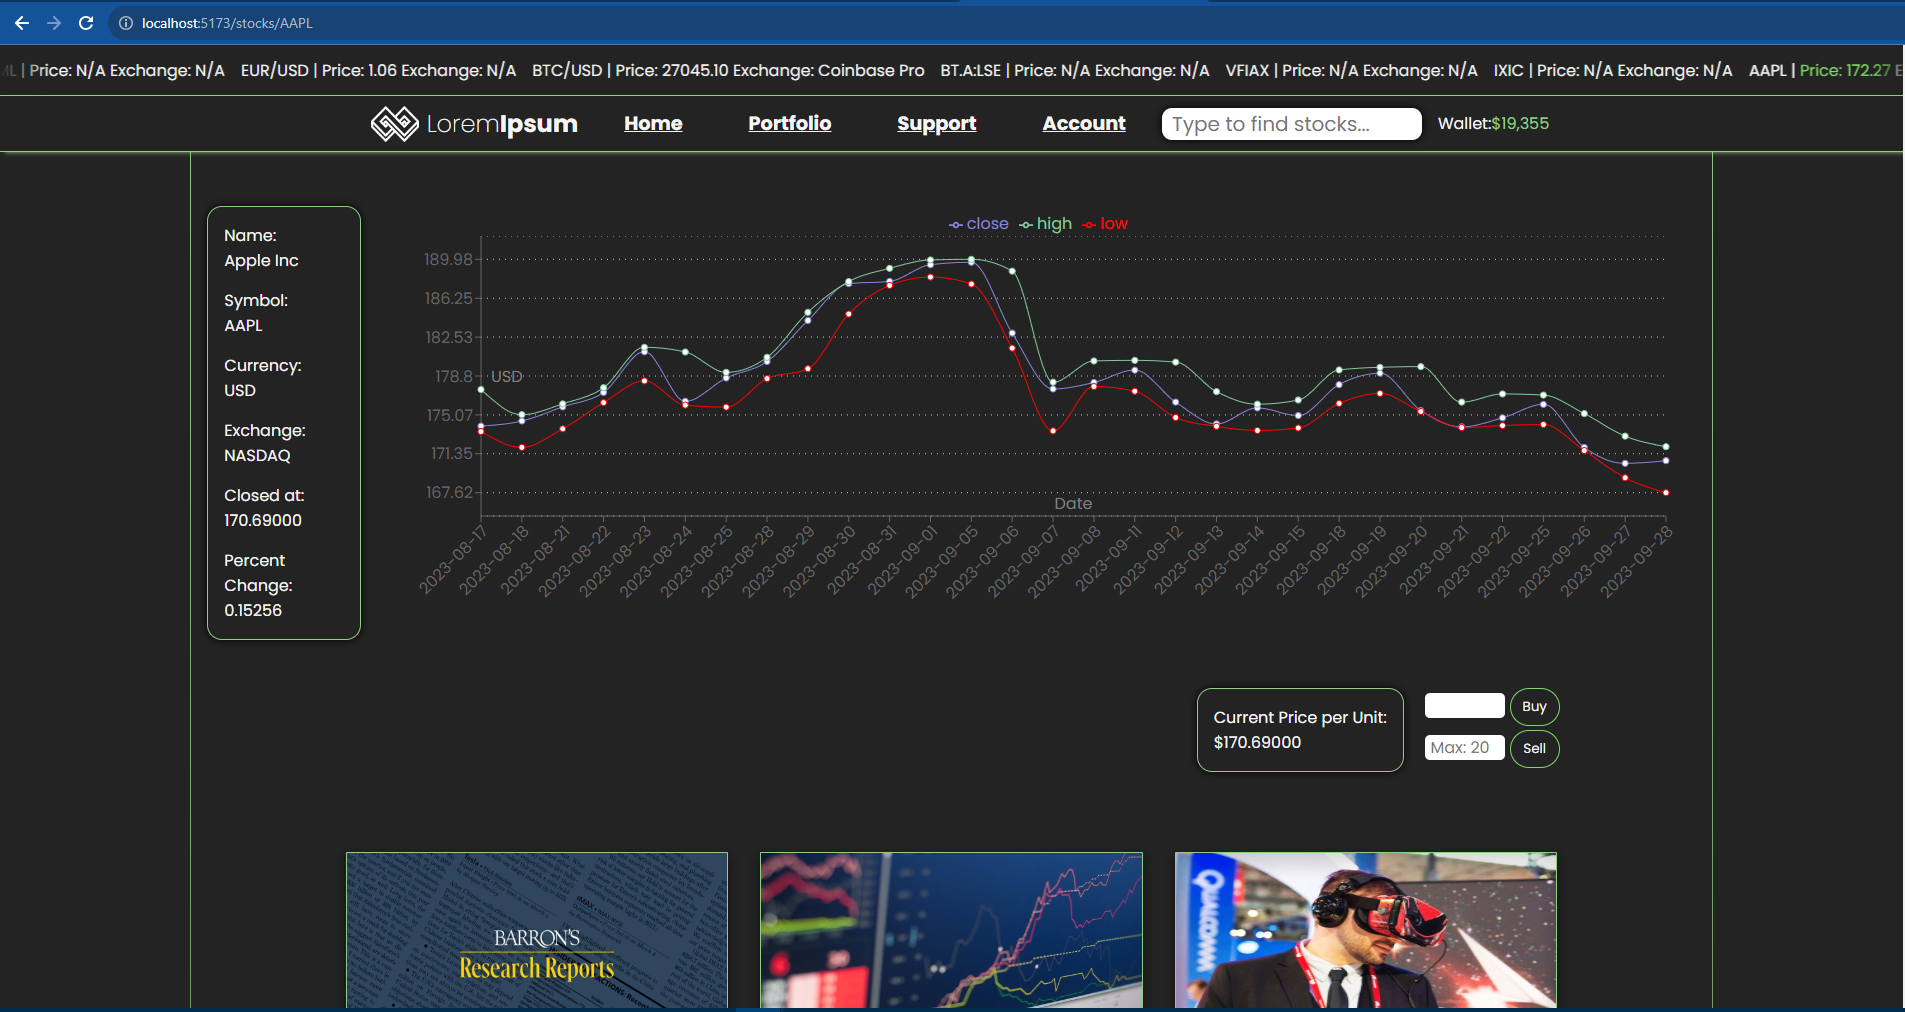 localhost:5173/stocks/AAPL
| Price: N/A Exchange: N/A EUR/USD | Price: 1.06 Exchange: N/A BTC/USD | Price: 27045.10 Exchange: Coinbase Pro BT.A:LSE | Price: N/A Exchange: N/A VFIAX | Price: N/A Exchange: N/A IXIC | Price: N/A Exchange: N/A AAPL | Price: 172.27 E
LoremIpsum Home Portfolio Support Account Type to find stocks... Wallet:$19,355
Name:
Apple Inc
Symbol:
AAPL
Currency:
USD
Exchange:
NASDAQ
Closed at:
170.69000
Percent
Change:
0.15256
close high low
189.98
186.25
182.53
178.8
USD
175.07
171.35
167.62
Date
2023-08-17
2023-08-18
2023-08-21
2023-08-22
2023-08-23
2023-08-24
2023-08-25
2023-08-28
2023-08-29
2023-08-30
2023-08-31
2023-09-01
2023-09-05
2023-09-06
2023-09-07
2023-09-08
2023-09-11
2023-09-12
2023-09-13
2023-09-14
2023-09-15
2023-09-18
2023-09-19
2023-09-20
2023-09-21
2023-09-22
2023-09-25
2023-09-26
2023-09-27
2023-09-28
Current Price per Unit:
$170.69000
Buy
Max: 20 Sell
BARRON'S
Research Reports